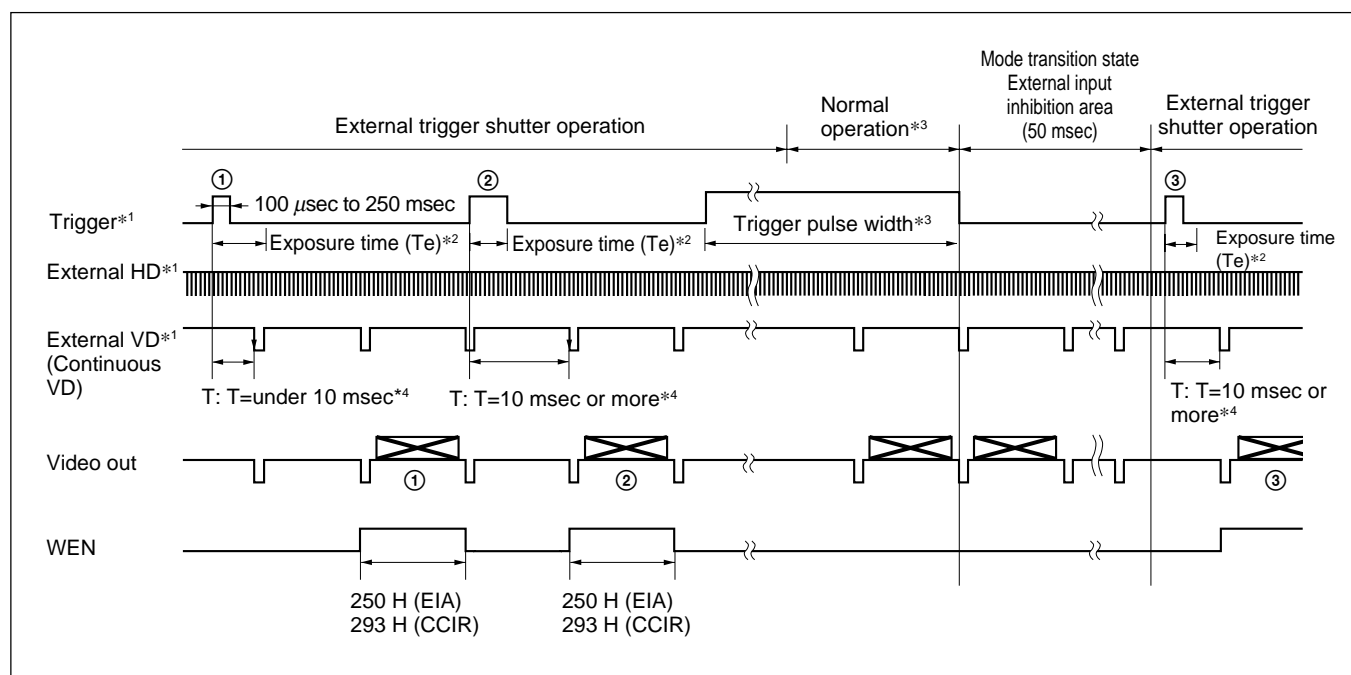 Mode transition state
External input
inhibition area
(50 msec)
Normal
operation*3
External trigger
shutter operation
External trigger shutter operation
①
②
③
100 μsec to 250 msec
Trigger*1
Trigger pulse width*3
Exposure time (Te)*2
Exposure time (Te)*2
Exposure time
(Te)*2
External HD*1
External VD*1
(Continuous
VD)
T: T=under 10 msec*4
T: T=10 msec or more*4
T: T=10 msec or
more*4
Video out
①
②
③
WEN
250 H (EIA)
293 H (CCIR)
250 H (EIA)
293 H (CCIR)